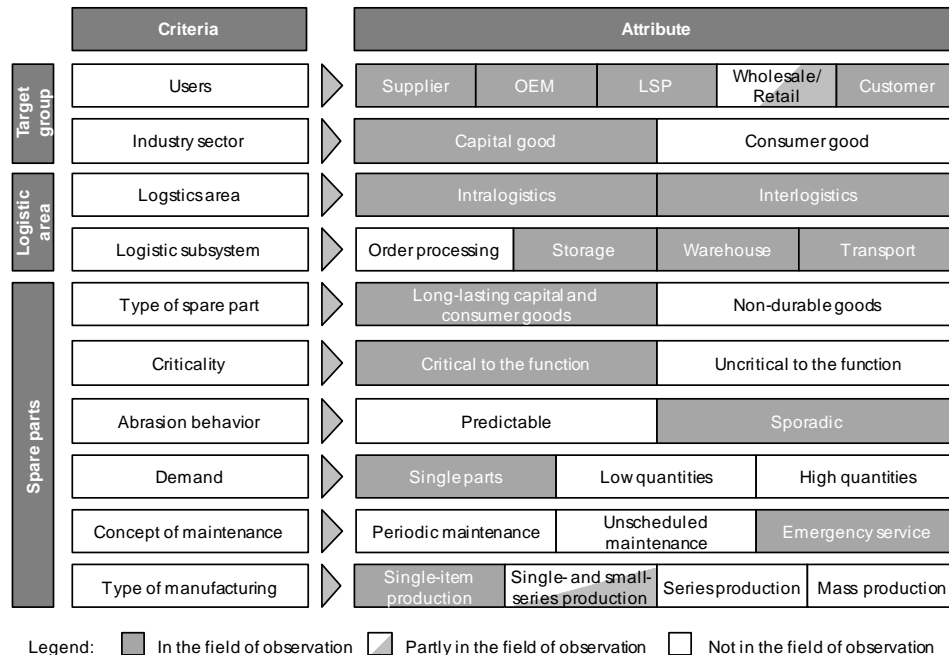 Criteria
Attribute
Target
group
Users
Supplier
OEM
LSP
Wholesale/
Retail
Customer
Industry sector
Capital good
Consumer good
Logistic
area
Logstics area
Intralogistics
Interlogistics
Logistic subsystem
Order processing
Storage
Warehouse
Transport
Spare parts
Type of spare part
Long-lasting capital and
consumer goods
Non-durable goods
Criticality
Critical to the function
Uncritical to the function
Abrasion behavior
Predictable
Sporadic
Demand
Single parts
Low quantities
High quantities
Concept of maintenance
Periodic maintenance
Unscheduled
maintenance
Emergency service
Type of manufacturing
Single-item
production
Single- and small-
series production
Series production
Mass production
Legend:
In the field of observation
Partly in the field of observation
Not in the field of observation